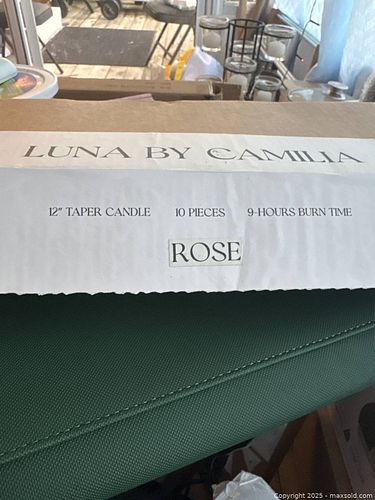 LUNA BY CAMILIA
12" TAPER CANDLE 10 PIECES 9-HOURS BURN TIME
ROSE
Copyright 2025 - maxsold.com